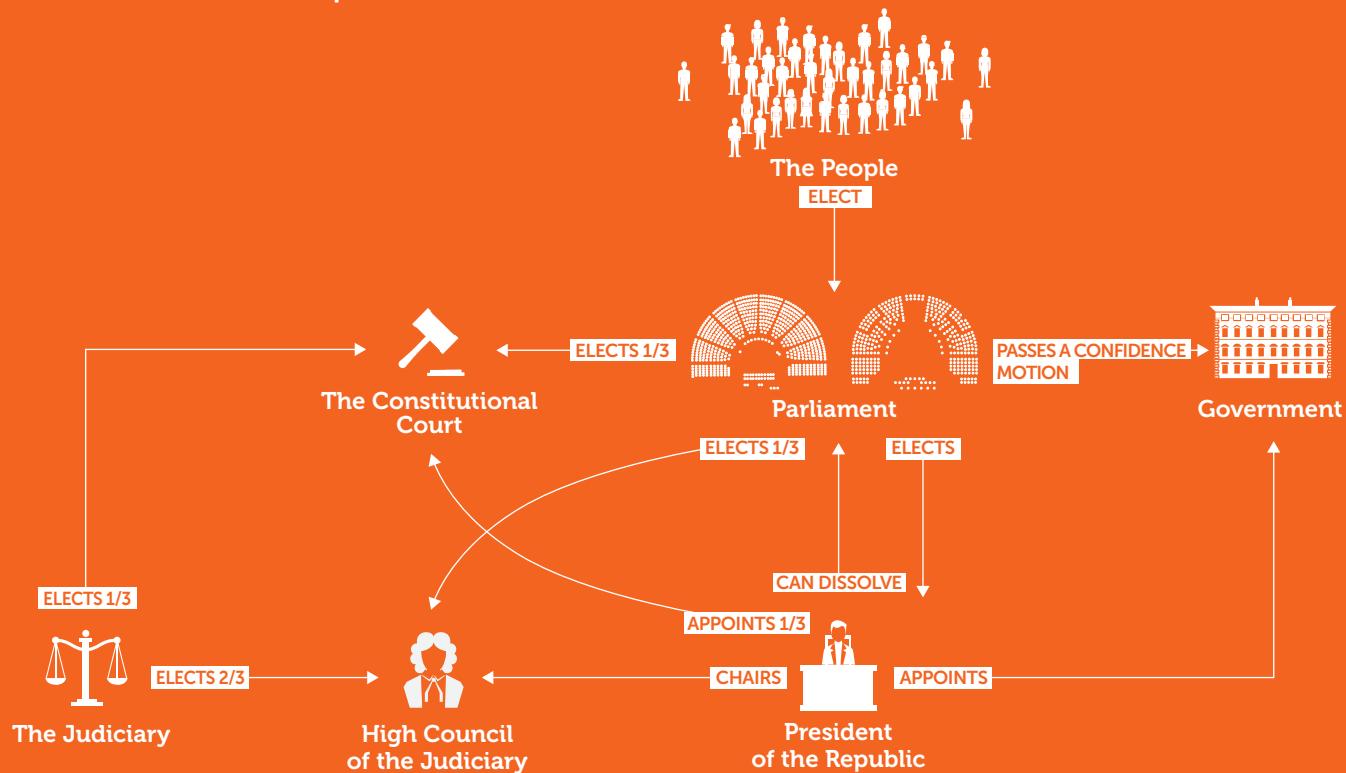 The People
ELECT
ELECTS 1/3
PASSES A CONFIDENCE
MOTION
The Constitutional
Court
Parliament
Government
ELECTS 1/3
ELECTS
CAN DISSOLVE
ELECTS 1/3
APPOINTS 1/3
ELECTS 2/3
CHAIRS
APPOINTS
The Judiciary
High Council
of the Judiciary
President
of the Republic